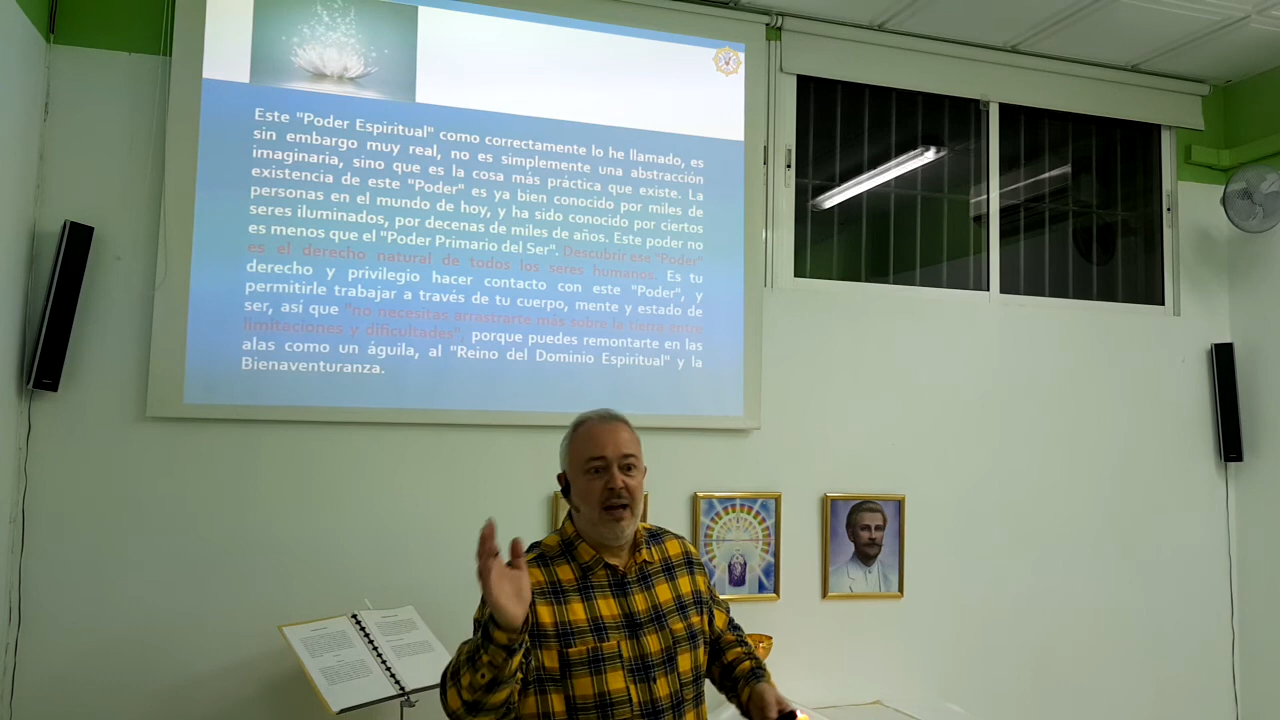 Este "Poder Espiritual" como correctamente lo he llamado, es
sin embargo muy real, no es simplemente una abstracción
imaginaria, sino que es la cosa más práctica que existe. La
existencia de este "Poder" es ya bien conocido por miles de
personas en el mundo de hoy, y ha sido conocido por ciertos
seres iluminados, por decenas de miles de años. Este poder no
es menos que el "Poder Primario del Ser". Descubrir ese "Poder"
es el derecho natural de todos los seres humanos. Es tu
derecho y privilegio hacer contacto con este "Poder", y
permitirle trabajar a través de tu cuerpo, mente y estado de
ser, así que "no necesitas arrastrarte más sobre la tierra entre
limitaciones y dificultades", porque puedes remontarte en las
alas como un águila, al "Reino del Dominio Espiritual" y la
Bienaventuranza.